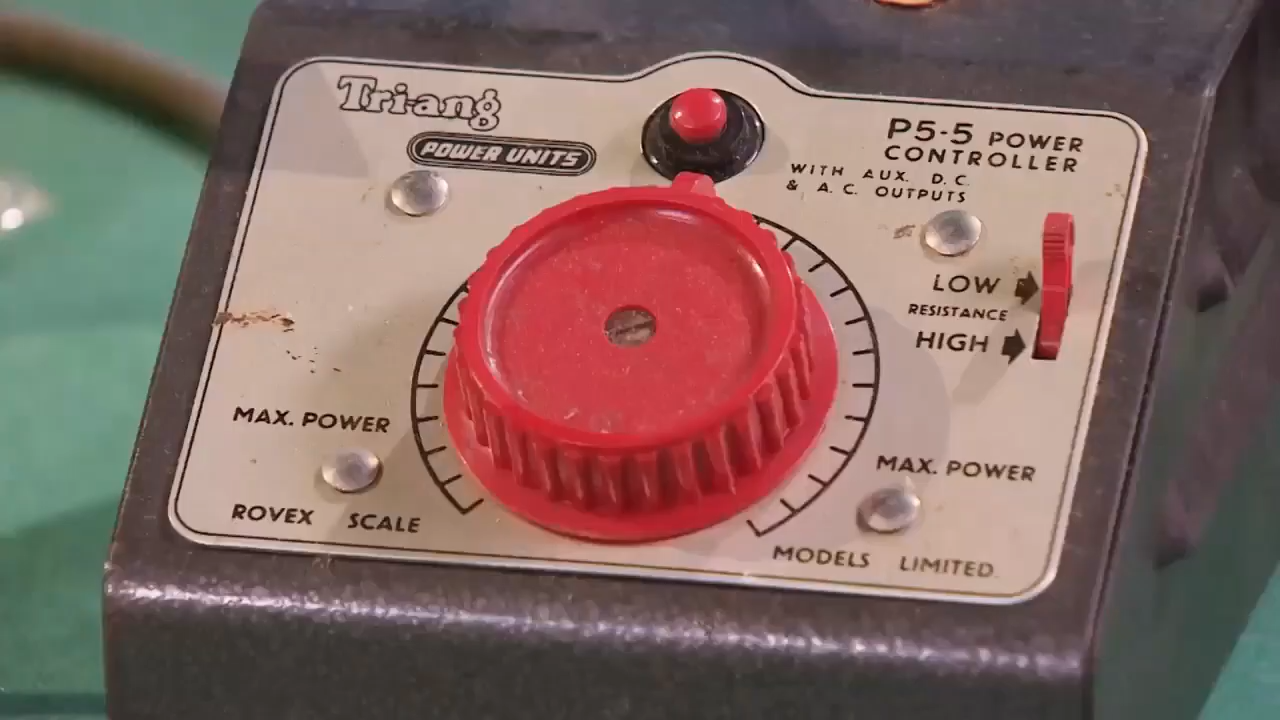 Tri-ang
POWER UNITS
P5-5 POWER
CONTROLLER
WITH AUX. D.C.
& A.C. OUTPUTS
LOW
RESISTANCE
HIGH
MAX. POWER
MAX. POWER
ROVEX SCALE
MODELS LIMITED